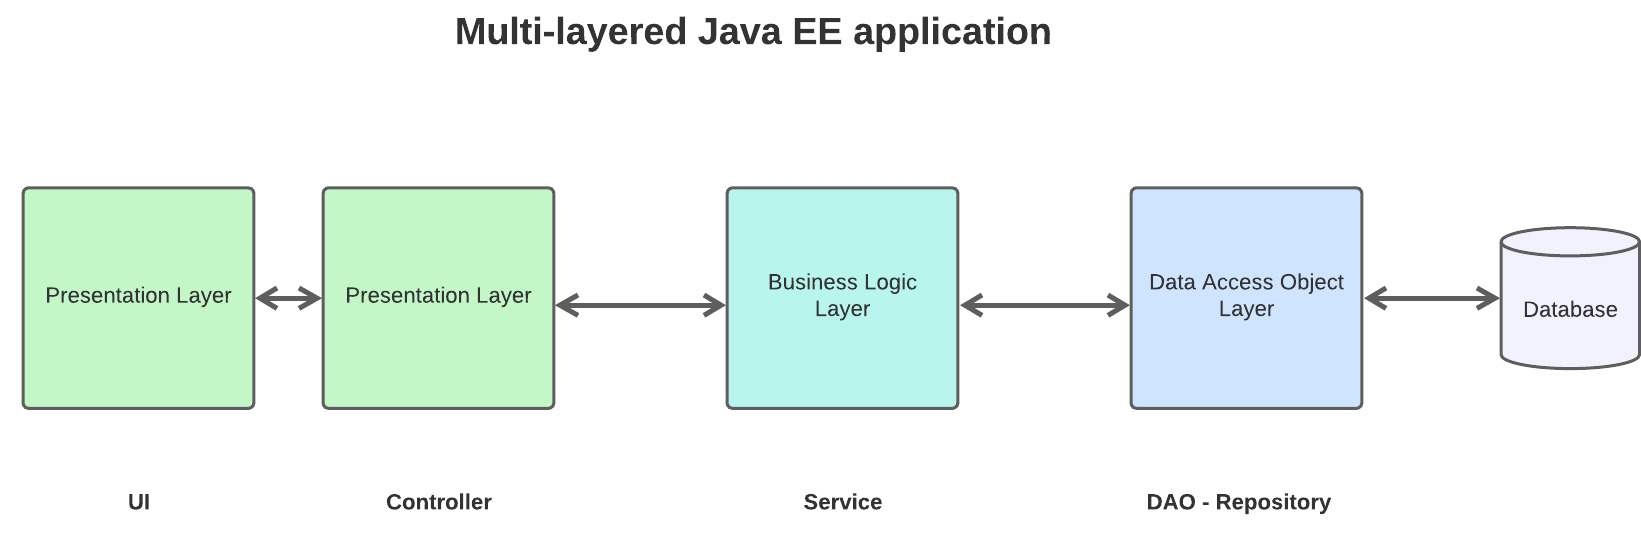 Multi-layered Java EE application
Presentation Layer
Presentation Layer
Business Logic
Layer
Data Access Object
Layer
Database
UI
Controller
Service
DAO - Repository